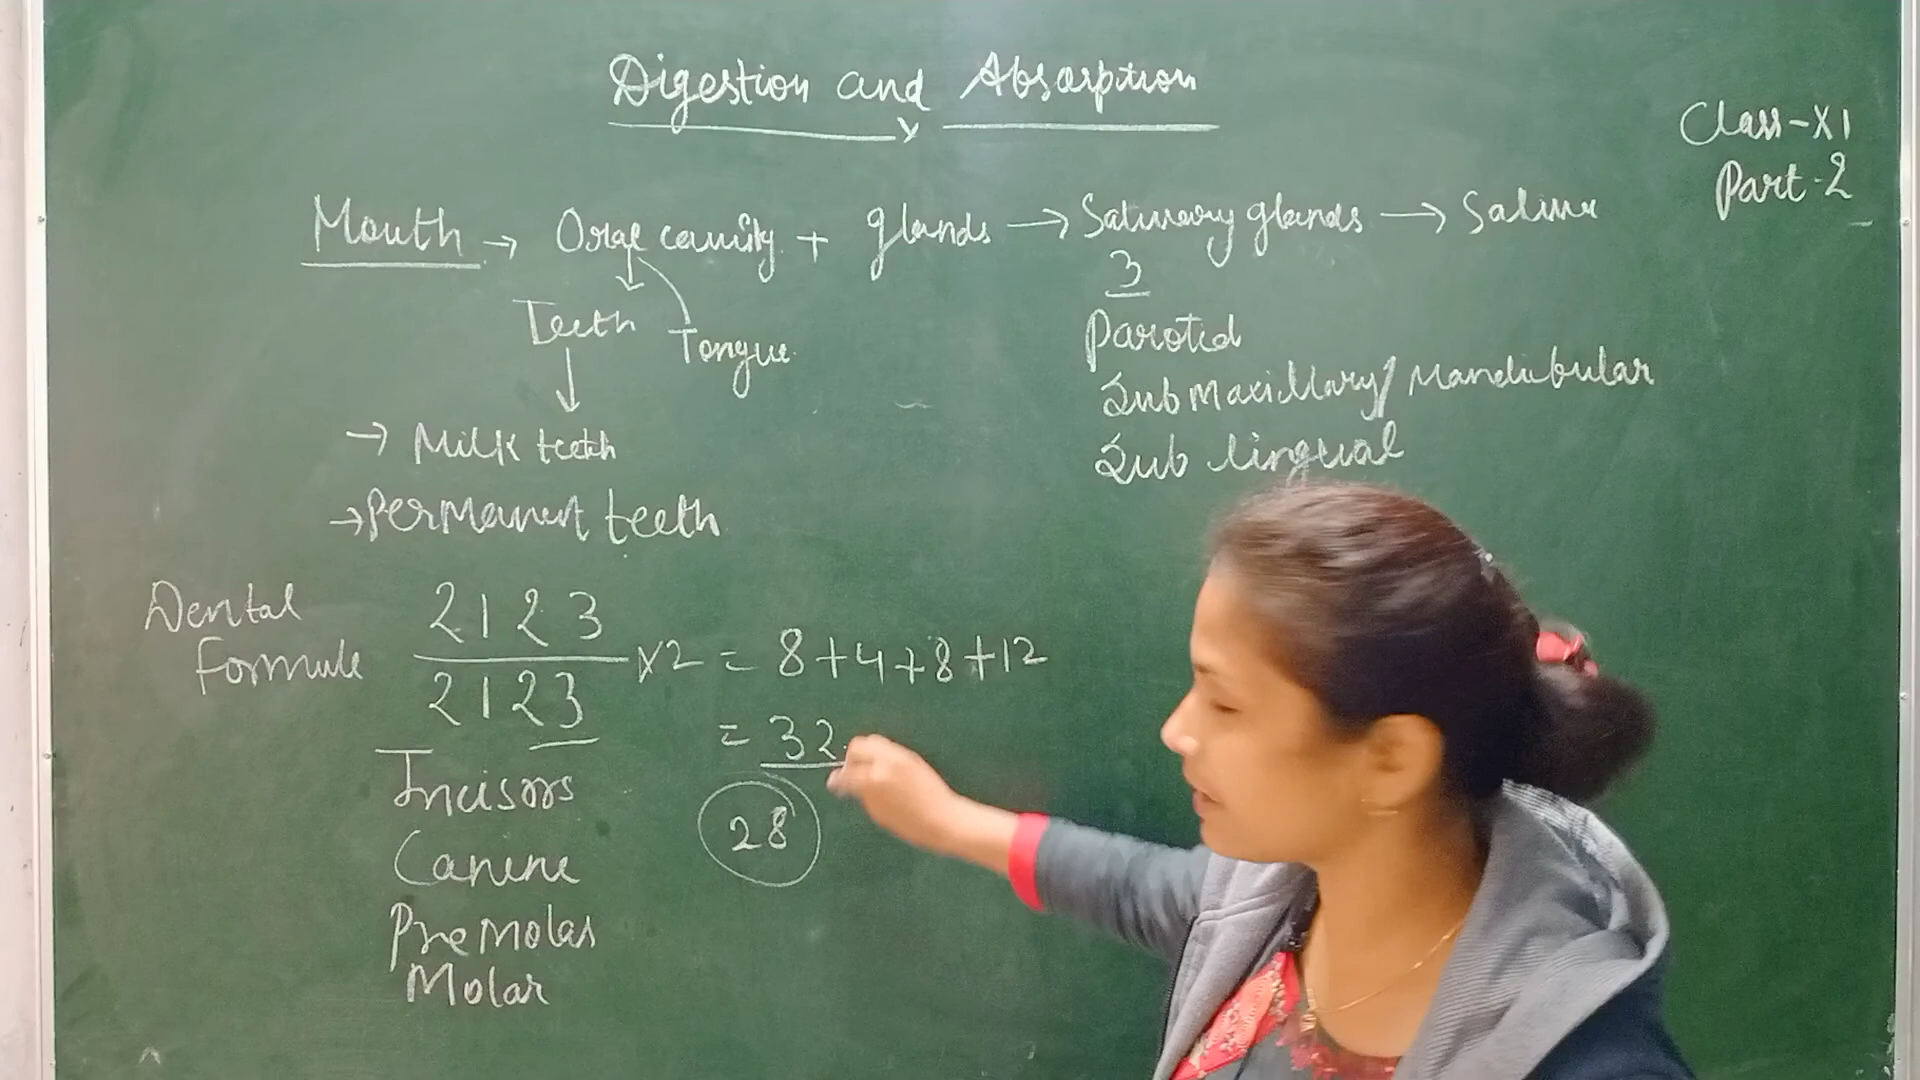 Digestion and Absorption
Class-XI
Part-2
Mouth → Oral cavity + glands → Salivary glands → Saliva
3
Teeth
Tongue
Parotid
Sub Maxillary/Mandibular
Sub lingual
→ Milk teeth
→ Permanent teeth
Dental Formula
2123
2123
×2 = 8+4+8+12
= 32
28
Incisors
Canine
Premolar
Molar